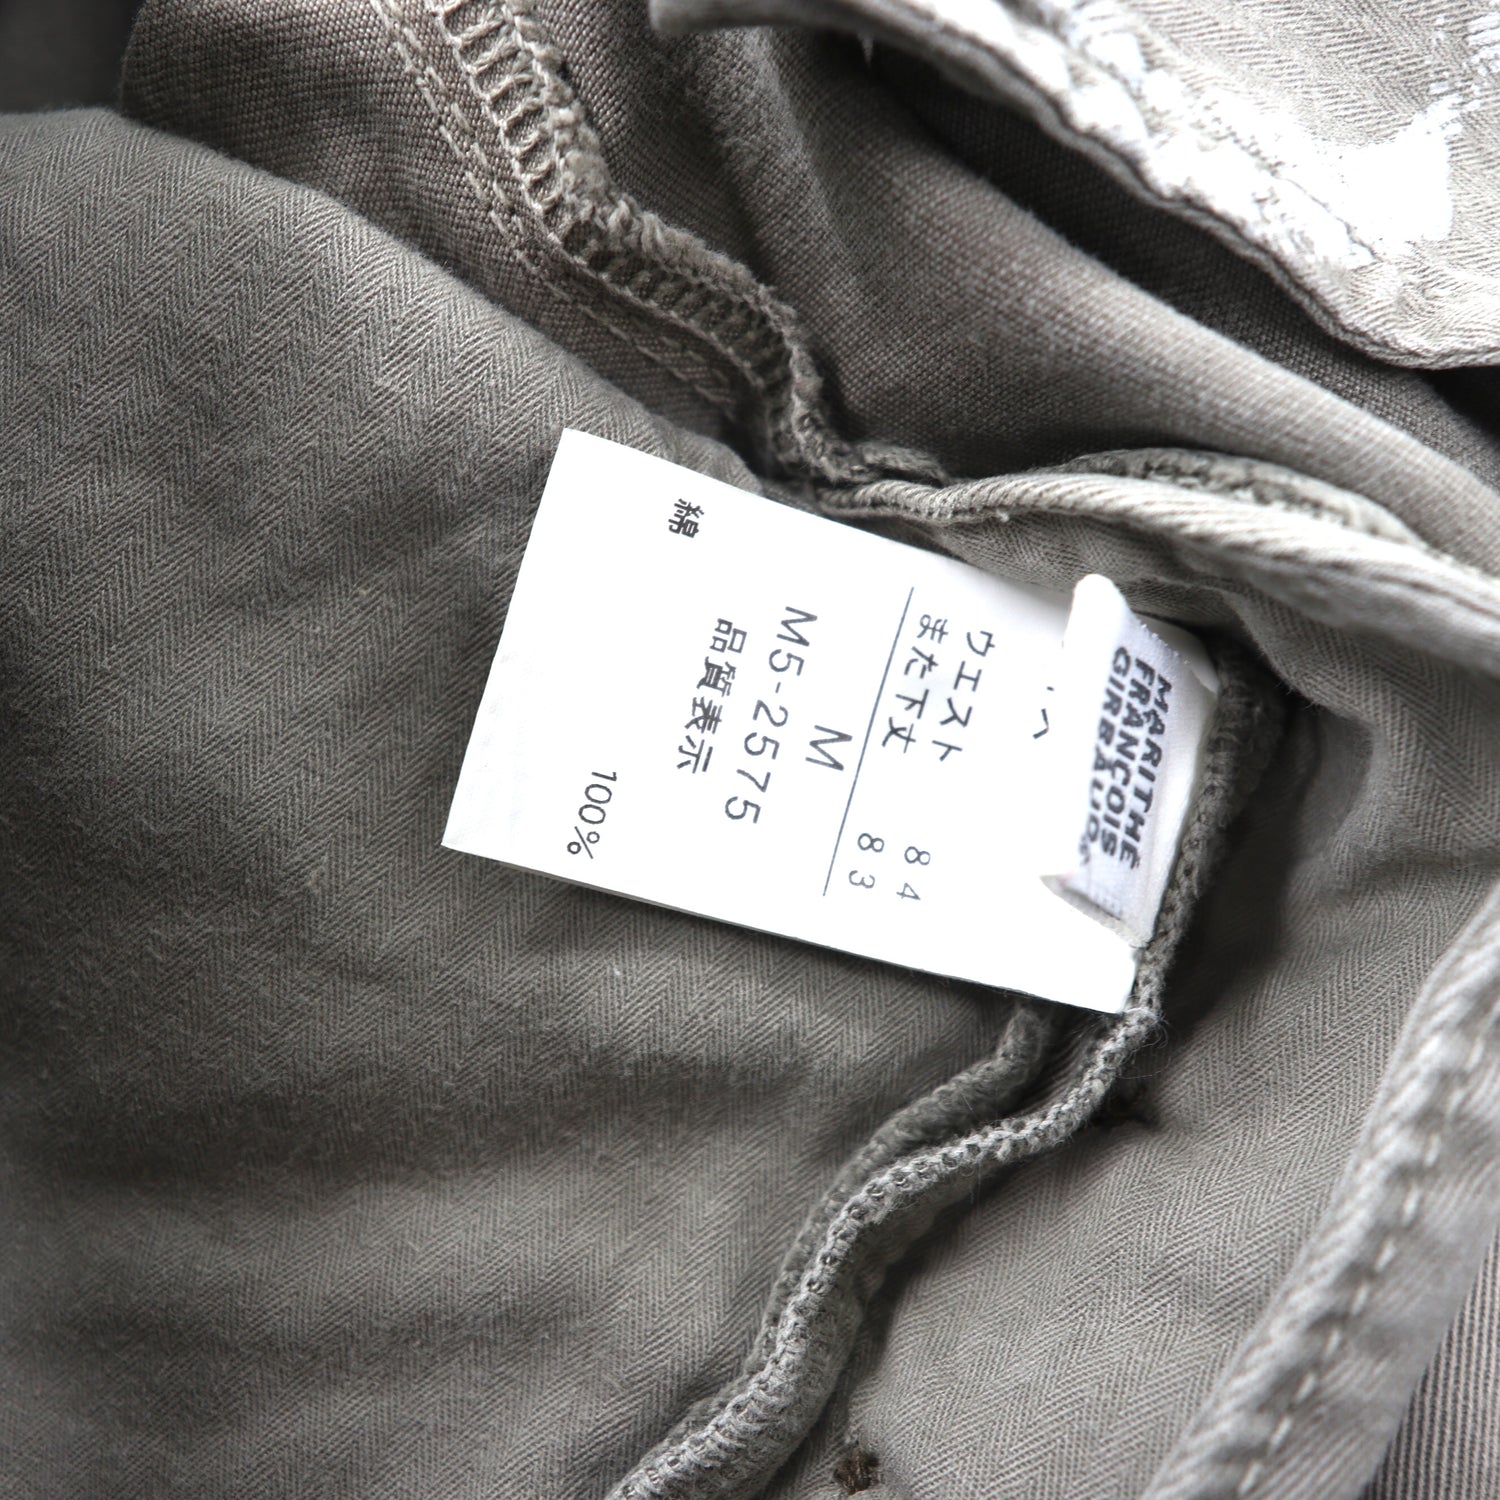 MARITHÉ
FRANÇOIS
GIRBAUD
ウエスト 84
また下丈 83
M
M5-2575
品質表示
綿 100%